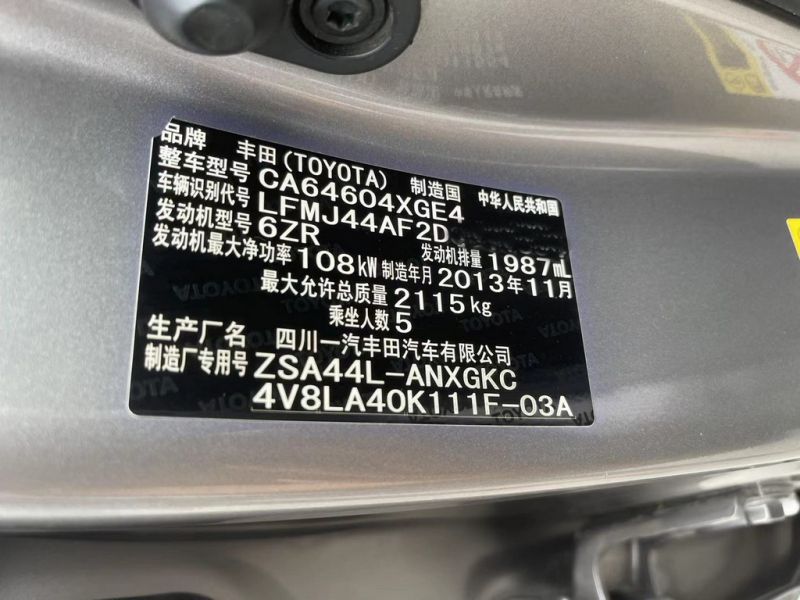 品牌 丰田(TOYOTA) 制造国 中华人民共和国
整车型号 CA64604XGE4
车辆识别代号 LFMJ44AF2D
发动机型号 6ZR 发动机排量 1987mL
发动机最大净功率 108kW 制造年月 2013年11月
最大允许总质量 2115kg
乘坐人数 5
生产厂名 四川一汽丰田汽车有限公司
制造厂专用号 ZSA44L-ANXGKC
4V8LA40K111F-03A